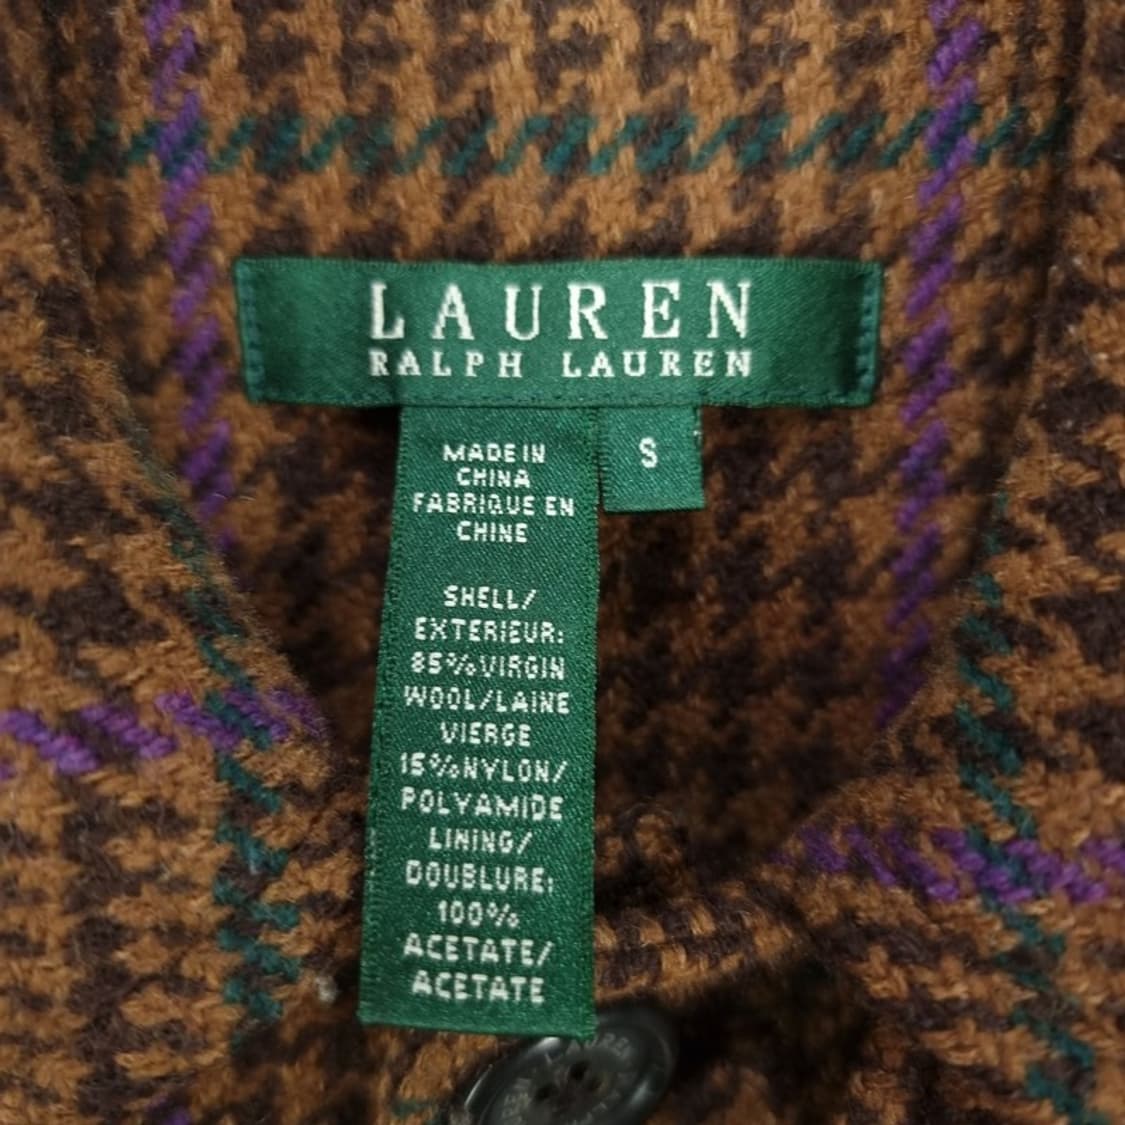 LAUREN
RALPH LAUREN
S
MADE IN
CHINA
FABRIQUE EN
CHINE
SHELL/
EXTERIEUR:
85% VIRGIN
WOOL/LAINE
VIERGE
15% NYLON/
POLYAMIDE
LINING/
DOUBLURE:
100%
ACETATE/
ACETATE
LAUREN